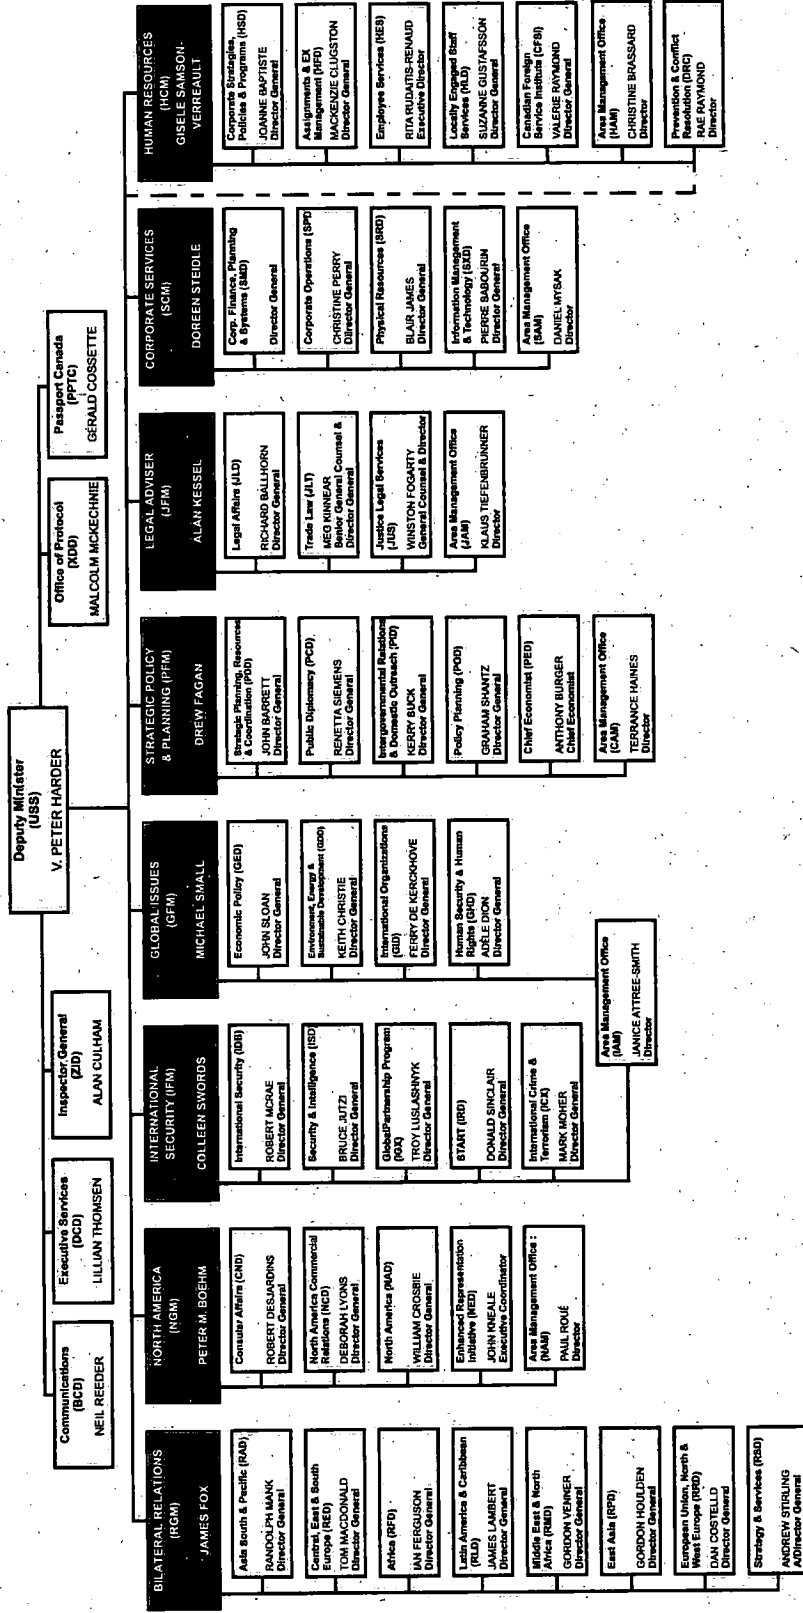 Deputy Minister
(USS)
V. PETER HARDER
Communications
(BCD)
NEIL REEDER
Executive Services
(DCD)
LILLIAN THOMSEN
Inspector General
(ZID)
ALAN CULHAM
Office of Protocol
(XDD)
MALCOLM MCKECHNIE
Passport Canada
(PPTC)
GÉRALD COSSETTE
BILATERAL RELATIONS
(RGM)
JAMES FOX
Asia South & Pacific (RAD)
RANDOLPH MANK
Director General
Central, East & South
Europe (RED)
TOM MACDONALD
Director General
Africa (RFD)
IAN FERGUSON
Director General
Latin America & Caribbean
(RLD)
JAMES LAMBERT
Director General
Middle East & North
Africa (RMD)
GORDON VENNER
Director General
East Asia (RPD)
GORDON HOULDEN
Director General
European Union, North &
West Europe (RRD)
DAN COSTELLO
Director General
Strategy & Services (RSD)
ANDREW STIRLING
A/Director General
NORTH AMERICA
(NGM)
PETER M. BOEHM
Consular Affairs (CND)
ROBERT DESJARDINS
Director General
North America Commercial
Relations (NCD)
DEBORAH LYONS
Director General
North America (NAD)
WILLIAM CROSBIE
Director General
Enhanced Representation
Initiative (NED)
JOHN KNEALE
Executive Coordinator
Area Management Office :
(NAM)
PAUL ROUÉ
Director
INTERNATIONAL
SECURITY (IFM)
COLLEEN SWORDS
International Security (IDB)
ROBERT MCRAE
Director General
Security & Intelligence (ISD)
BRUCE JUTZI
Director General
Global Partnership Program
(IGX)
TROY LUSLASHNYK
Director General
START (IRD)
DONALD SINCLAIR
Director General
International Crime &
Terrorism (ICX)
MARK MOHER
Director General
Area Management Office
(IAM)
JANICE ATTREE-SMITH
Director
GLOBAL ISSUES
(GFM)
MICHAEL SMALL
Economic Policy (GED)
JOHN SLOAN
Director General
Environment, Energy &
Sustainable Development (GDD)
KEITH CHRISTIE
Director General
International Organizations
(GID)
FERRY DE KERCKHOVE
Director General
Human Security & Human
Rights (GHD)
ADÈLE DION
Director General
STRATEGIC POLICY
& PLANNING (PFM)
DREW FAGAN
Strategic Planning, Resources
& Coordination (PDD)
JOHN BARRETT
Director General
Public Diplomacy (PCD)
RENETTA SIEMENS
Director General
Intergovernmental Relations
& Domestic Outreach (PID)
KERRY BUCK
Director General
Policy Planning (POD)
GRAHAM SHANTZ
Director General
Chief Economist (PED)
ANTHONY BURGER
Chief Economist
Area Management Office
(CAM)
TERRANCE HAINES
Director
LEGAL ADVISER
(JFM)
ALAN KESSEL
Legal Affairs (JLD)
RICHARD BALLHORN
Director General
Trade Law (JLT)
MEG KINNEAR
Senior General Counsel &
Director General
Justice Legal Services
(JUS)
WINSTON FOGARTY
General Counsel & Director
Area Management Office
(JAM)
KLAUS TIEFENBRUNNER
Director
CORPORATE SERVICES
(SCM)
DOREEN STEIDLE
Corp. Finance, Planning
& Systems (SMD)
Director General
Corporate Operations (SPD)
CHRISTINE PERRY
Director General
Physical Resources (SRD)
BLAIR JAMES
Director General
Information Management
& Technology (SXD)
PIERRE SABOURIN
Director General
Area Management Office
(SAM)
DANIEL MYSAK
Director
HUMAN RESOURCES
(HCM)
GISELE SAMSON-
VERREAULT
Corporate Strategies,
Policies & Programs (HSD)
JOANNE BAPTISTE
Director General
Assignments & EX
Management (HFD)
MACKENZIE CLUGSTON
Director General
Employee Services (HES)
RITA RUDAITIS-RENAUD
Executive Director
Locally Engaged Staff
Services (HLD)
SUZANNE GUSTAFSSON
Director General
Canadian Foreign
Service Institute (CFSI)
VALERIE RAYMOND
Director General
Area Management Office
(HAM)
CHRISTINE BRASSARD
Director
Prevention & Conflict
Resolution (DRC)
RAE RAYMOND
Director